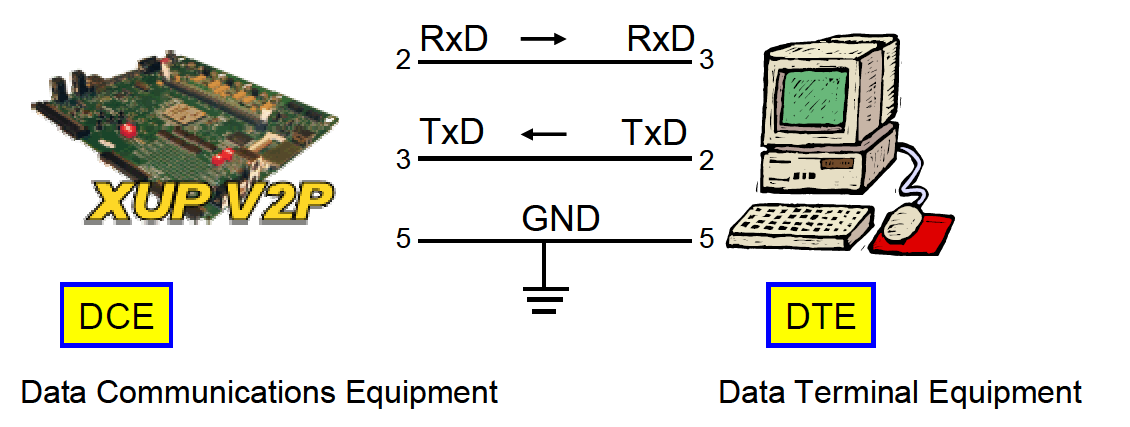 RxD → RxD
2 3
TxD ← TxD
3 2
GND
5 5
XUP V2P
DCE DTE
Data Communications Equipment Data Terminal Equipment